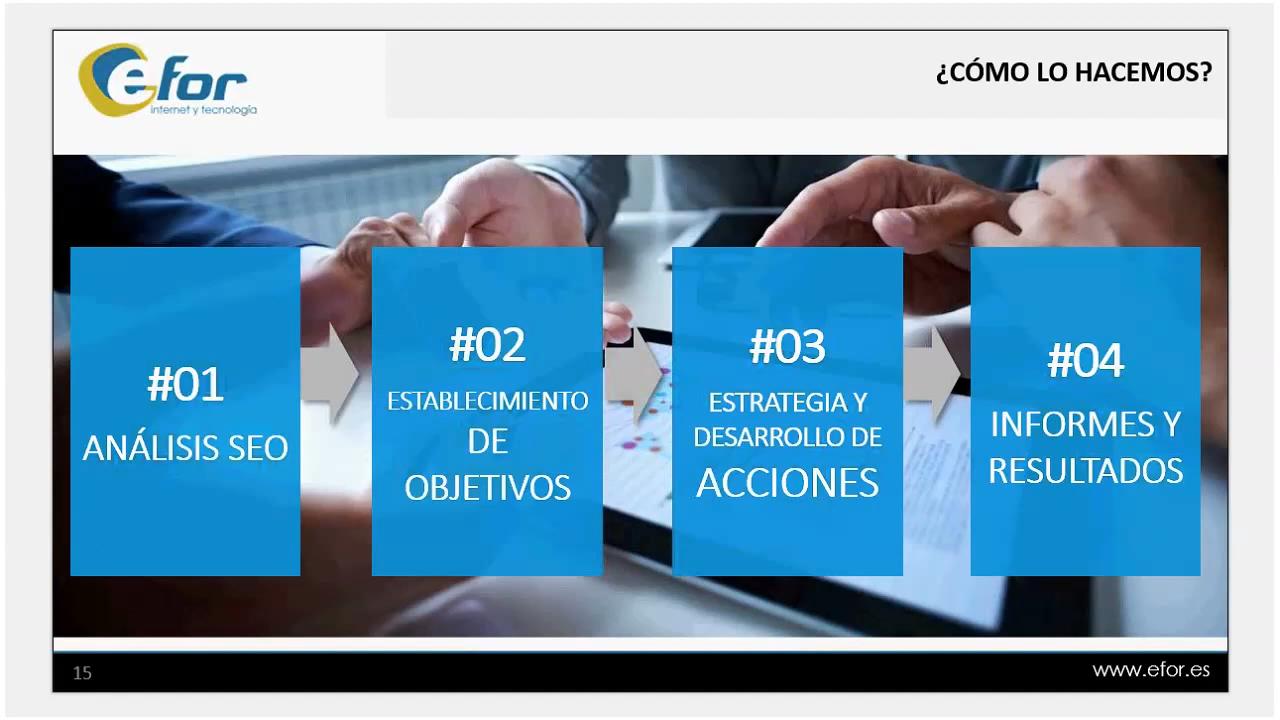 efor
internet y tecnología
¿CÓMO LO HACEMOS?
#01
ANÁLISIS SEO
#02
ESTABLECIMIENTO
DE
OBJETIVOS
#03
ESTRATEGIA Y
DESARROLLO DE
ACCIONES
#04
INFORMES Y
RESULTADOS
15
www.efor.es